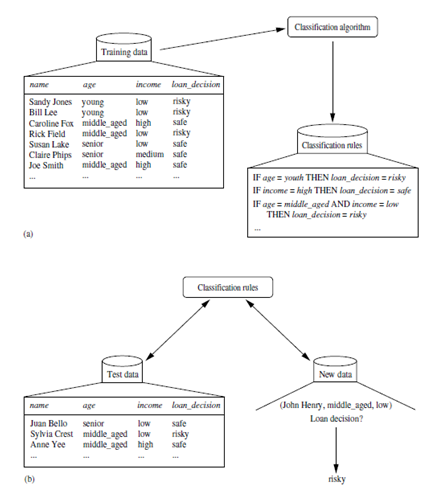 Classification algorithm
Training data
name age income loan_decision
Sandy Jones young low risky
Bill Lee young low risky
Caroline Fox middle_aged high safe
Rick Field middle_aged low risky
Susan Lake senior low safe
Claire Phips senior medium safe
Joe Smith middle_aged high safe
... ... ... ...
Classification rules
IF age = youth THEN loan_decision = risky
IF income = high THEN loan_decision = safe
IF age = middle_aged AND income = low
THEN loan_decision = risky
...
(a)
Classification rules
Test data
name age income loan_decision
Juan Bello senior low safe
Sylvia Crest middle_aged low risky
Anne Yee middle_aged high safe
... ... ... ...
New data
(John Henry, middle_aged, low)
Loan decision?
risky
(b)